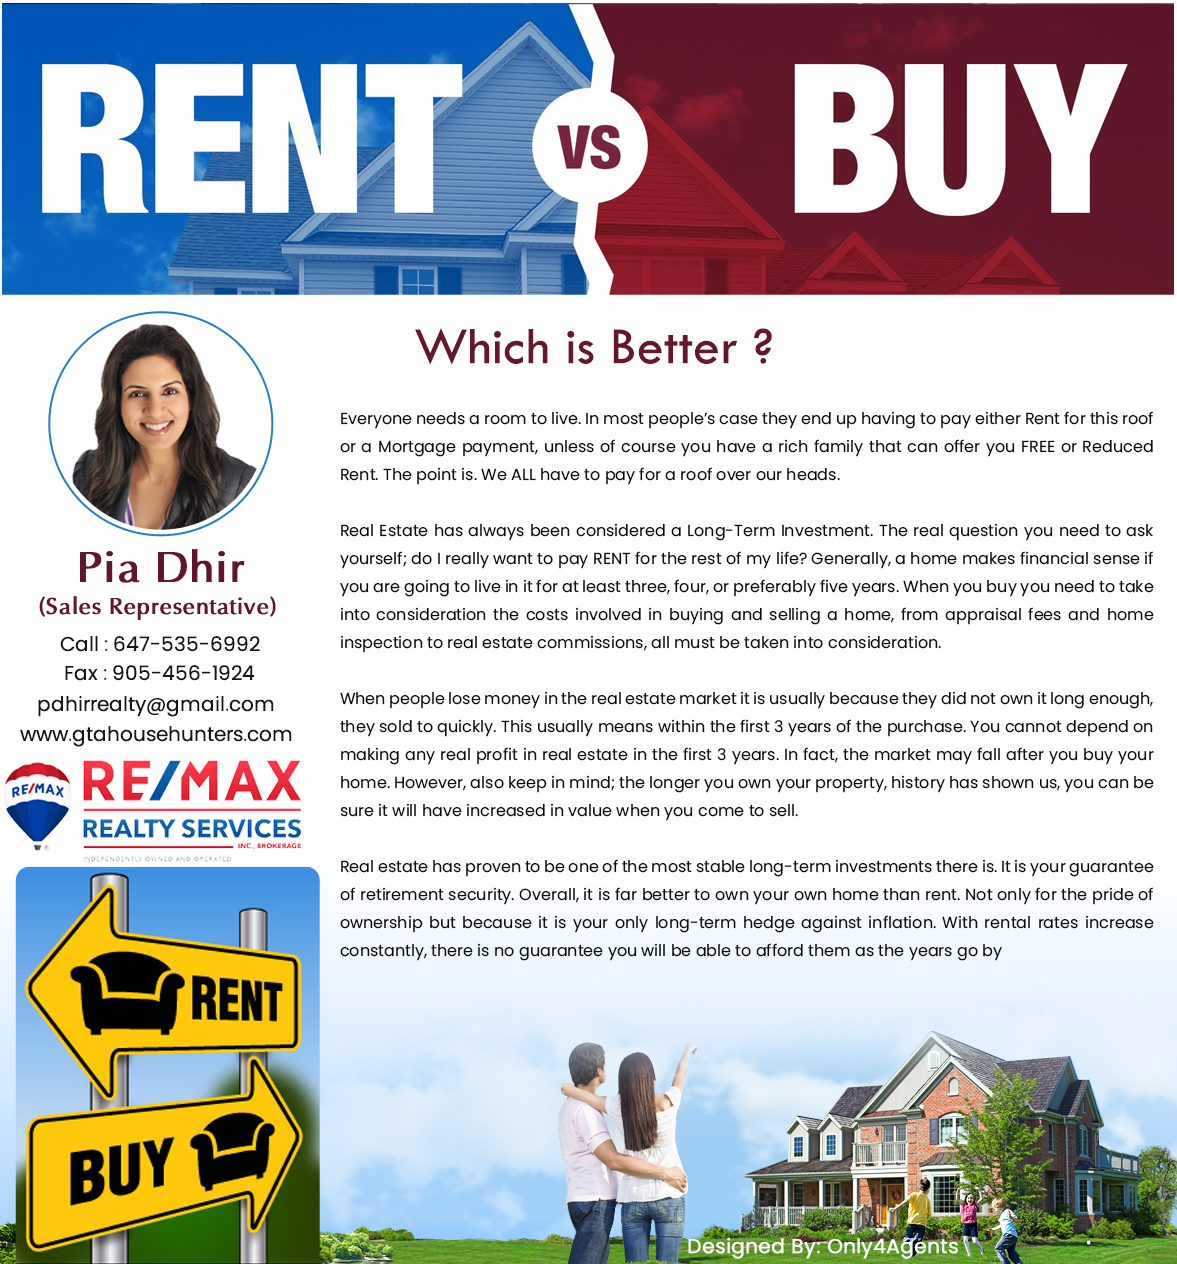 RENT
VS
BUY
Which is Better ?
Everyone needs a room to live. In most people's case they end up having to pay either Rent for this roof
or a Mortgage payment, unless of course you have a rich family that can offer you FREE or Reduced
Rent. The point is. We ALL have to pay for a roof over our heads.
Real Estate has always been considered a Long-Term Investment. The real question you need to ask
yourself; do I really want to pay RENT for the rest of my life? Generally, a home makes financial sense if
you are going to live in it for at least three, four, or preferably five years. When you buy you need to take
into consideration the costs involved in buying and selling a home, from appraisal fees and home
inspection to real estate commissions, all must be taken into consideration.
When people lose money in the real estate market it is usually because they did not own it long enough,
they sold to quickly. This usually means within the first 3 years of the purchase. You cannot depend on
making any real profit in real estate in the first 3 years. In fact, the market may fall after you buy your
home. However, also keep in mind; the longer you own your property, history has shown us, you can be
sure it will have increased in value when you come to sell.
Real estate has proven to be one of the most stable long-term investments there is. It is your guarantee
of retirement security. Overall, it is far better to own your own home than rent. Not only for the pride of
ownership but because it is your only long-term hedge against inflation. With rental rates increase
constantly, there is no guarantee you will be able to afford them as the years go by
Pia Dhir
(Sales Representative)
Call : 647-535-6992
Fax : 905-456-1924
pdhirrealty@gmail.com
www.gtahousehunters.com
RE/MAX
RE/MAX
REALTY SERVICES
INC., BROKERAGE
INDEPENDENTLY OWNED AND OPERATED
RENT
BUY
Designed By: Only4Agents